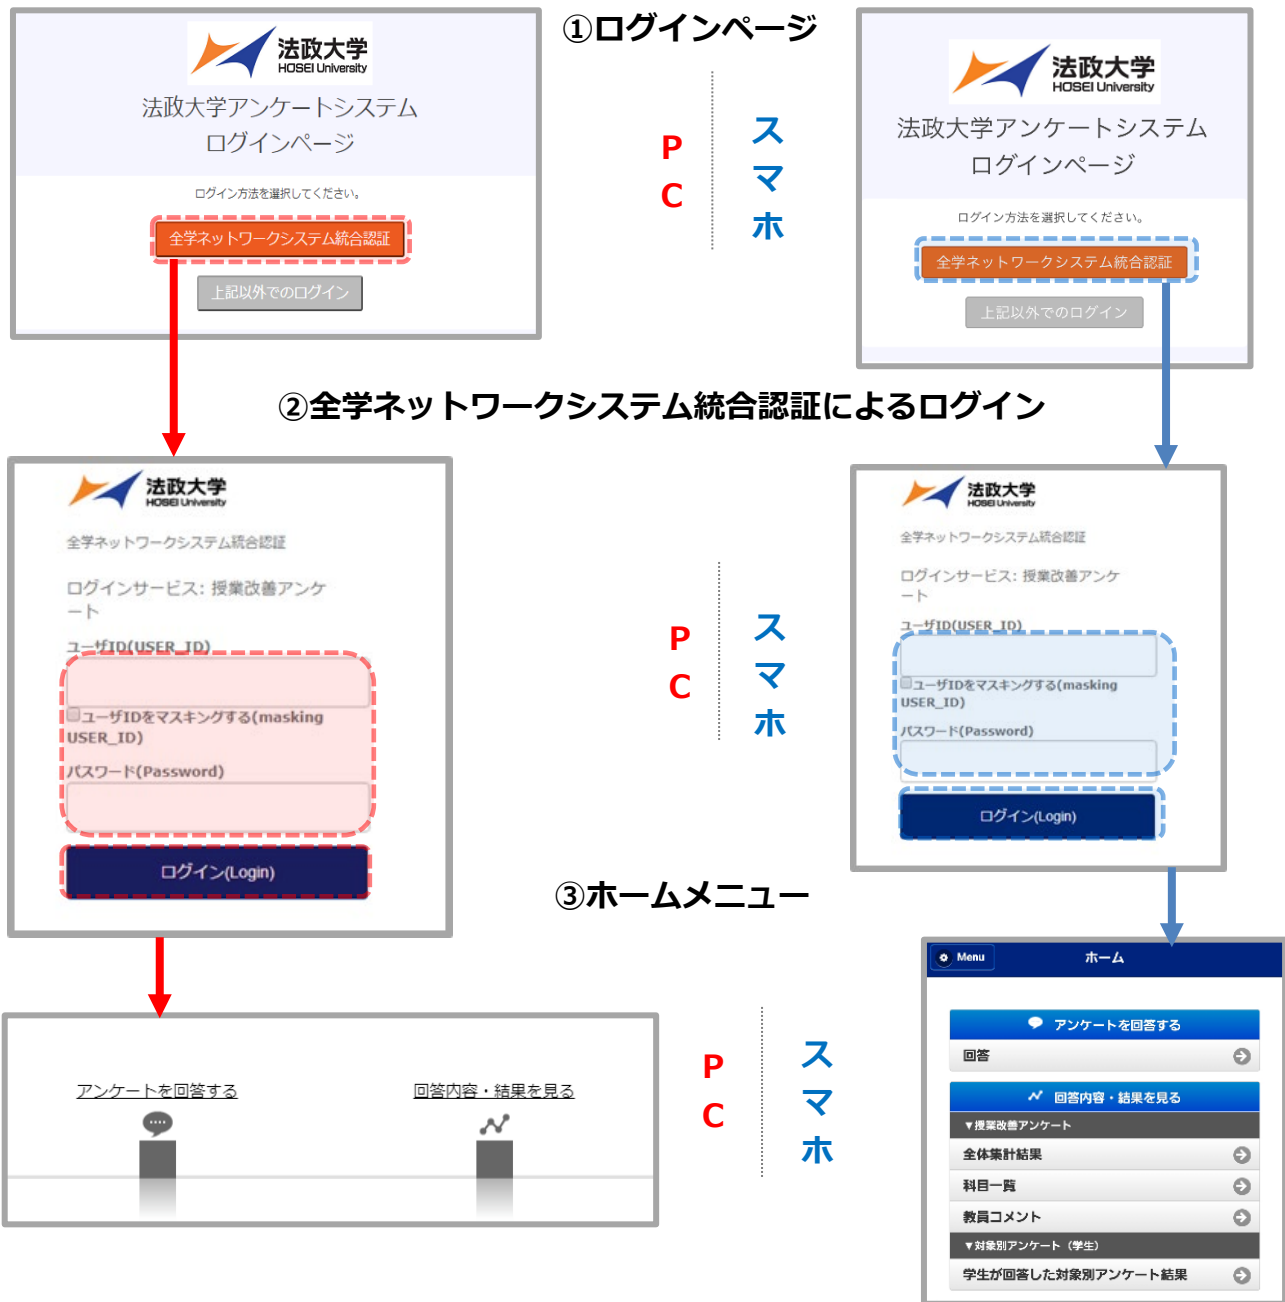 ①ログインページ
法政大学
HOSEI University
法政大学アンケートシステム
ログインページ
ログイン方法を選択してください。
全学ネットワークシステム統合認証
上記以外でのログイン
PC
スマホ
法政大学
HOSEI University
法政大学アンケートシステム
ログインページ
ログイン方法を選択してください。
全学ネットワークシステム統合認証
上記以外でのログイン
②全学ネットワークシステム統合認証によるログイン
法政大学
HOSEI University
全学ネットワークシステム統合認証
ログインサービス: 授業改善アンケ
ート
ユーザID(USER_ID)
ユーザIDをマスキングする(masking
USER_ID)
パスワード(Password)
ログイン(Login)
PC
スマホ
法政大学
HOSEI University
全学ネットワークシステム統合認証
ログインサービス: 授業改善アンケ
ート
ユーザID(USER_ID)
ユーザIDをマスキングする(masking
USER_ID)
パスワード(Password)
ログイン(Login)
③ホームメニュー
アンケートを回答する
回答内容・結果を見る
PC
スマホ
Menu
ホーム
アンケートを回答する
回答
回答内容・結果を見る
▼授業改善アンケート
全体集計結果
科目一覧
教員コメント
▼対象別アンケート（学生）
学生が回答した対象別アンケート結果